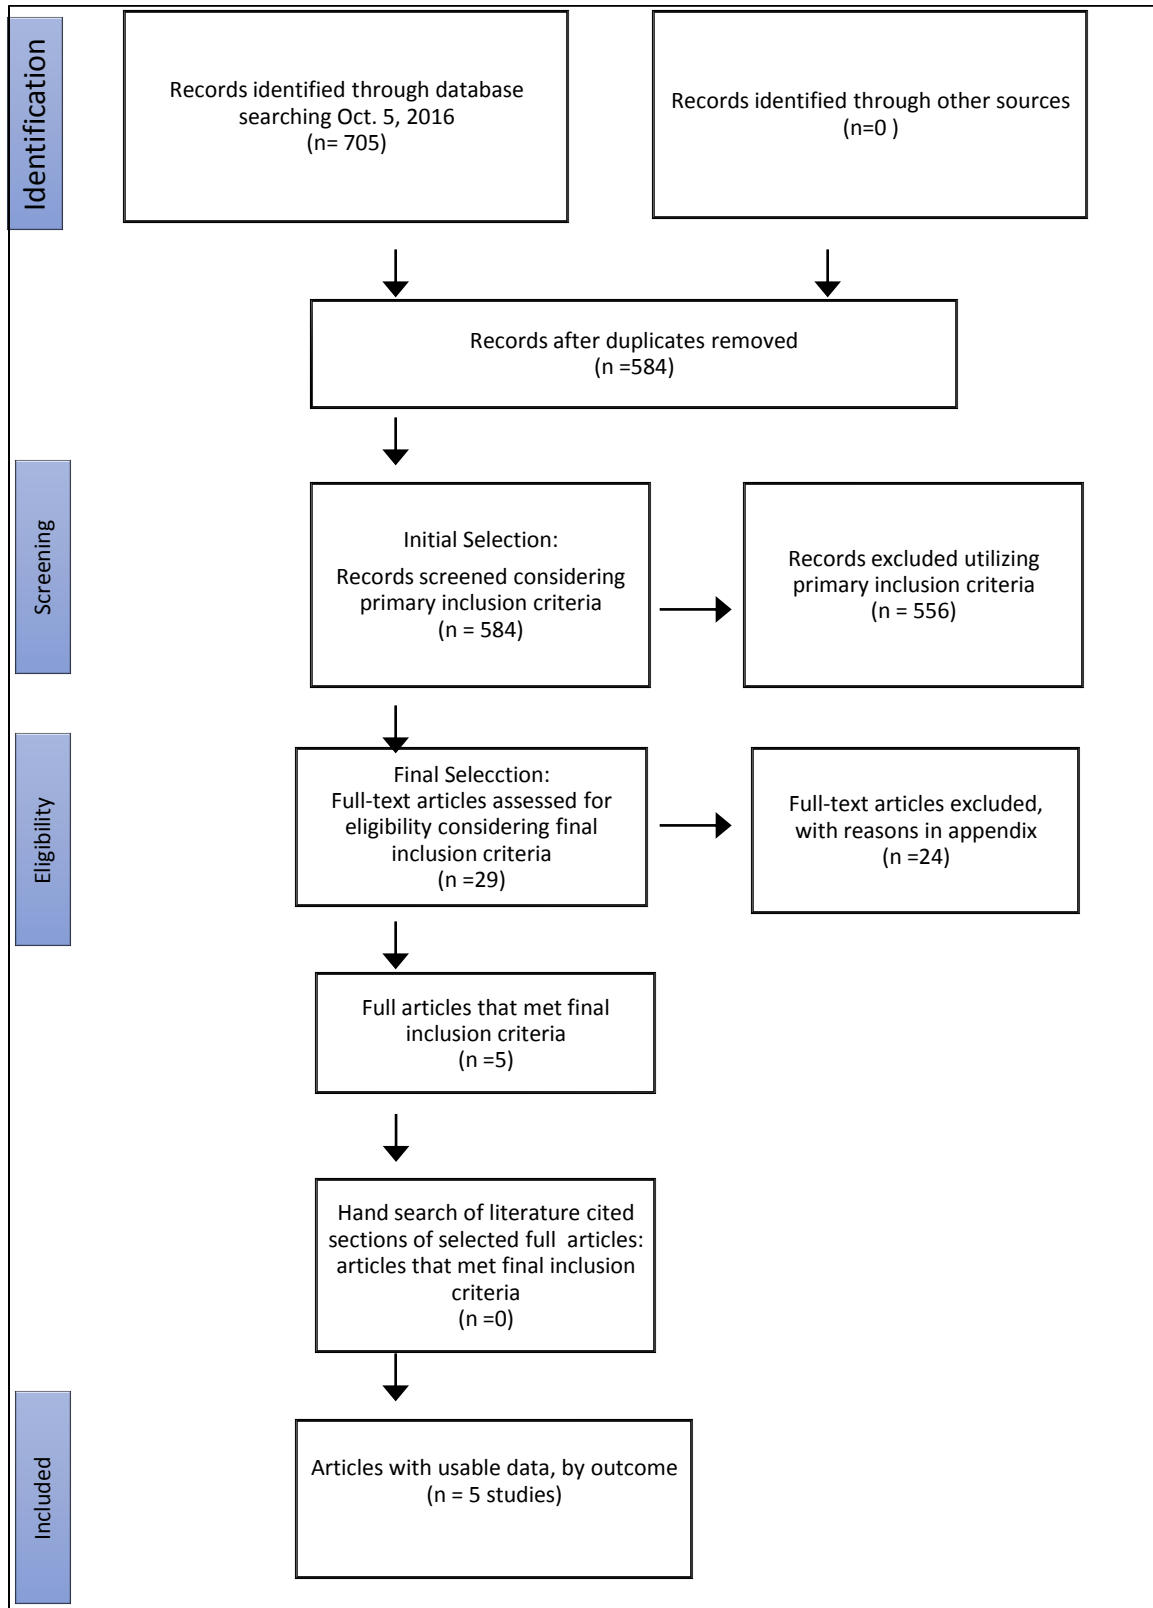 Identification
Records identified through database
searching Oct. 5, 2016
(n= 705)
Records identified through other sources
(n=0 )
Records after duplicates removed
(n =584)
Screening
Initial Selection:
Records screened considering
primary inclusion criteria
(n = 584)
Records excluded utilizing
primary inclusion criteria
(n = 556)
Eligibility
Final Selecction:
Full-text articles assessed for
eligibility considering final
inclusion criteria
(n =29)
Full-text articles excluded,
with reasons in appendix
(n =24)
Full articles that met final
inclusion criteria
(n =5)
Hand search of literature cited
sections of selected full  articles:
articles that met final inclusion
criteria
(n =0)
Included
Articles with usable data, by outcome
(n = 5 studies)